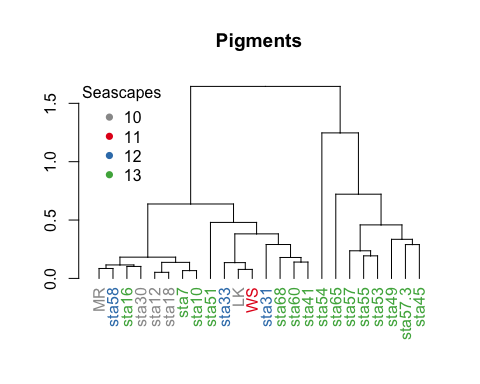 Pigments
Seascapes
10
11
12
13
1.5
1.0
0.5
0.0
MR
sta58
sta16
sta30
sta12
sta18
sta7
sta10
sta51
sta33
LK
WS
sta31
sta68
sta60
sta41
sta54
sta65
sta57
sta55
sta53
sta49
sta57.3
sta45